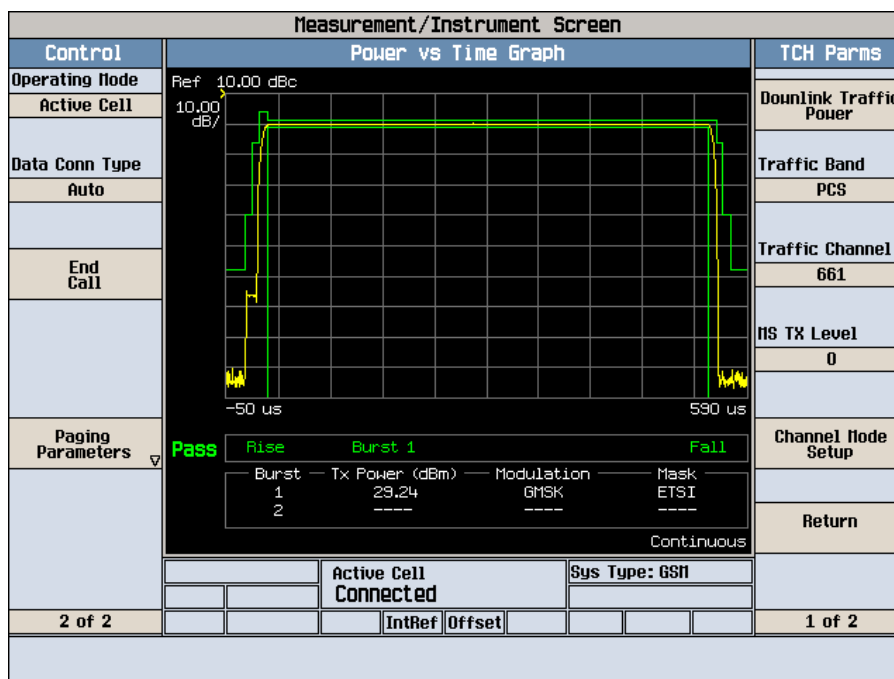 Measurement/Instrument Screen
Control
Power vs Time Graph
TCH Parms
Operating Mode
Active Cell
Data Conn Type
Auto
End
Call
Paging
Parameters
2 of 2
Ref 10.00 dBc
10.00
dB/
-50 us
590 us
Pass
Rise Burst 1 Fall
Burst Tx Power (dBm) Modulation Mask
1 29.24 GMSK ETSI
2 ---- ---- ----
Continuous
Active Cell
Connected
Sys Type: GSM
IntRef Offset
Downlink Traffic
Power
Traffic Band
PCS
Traffic Channel
661
MS TX Level
0
Channel Mode
Setup
Return
1 of 2